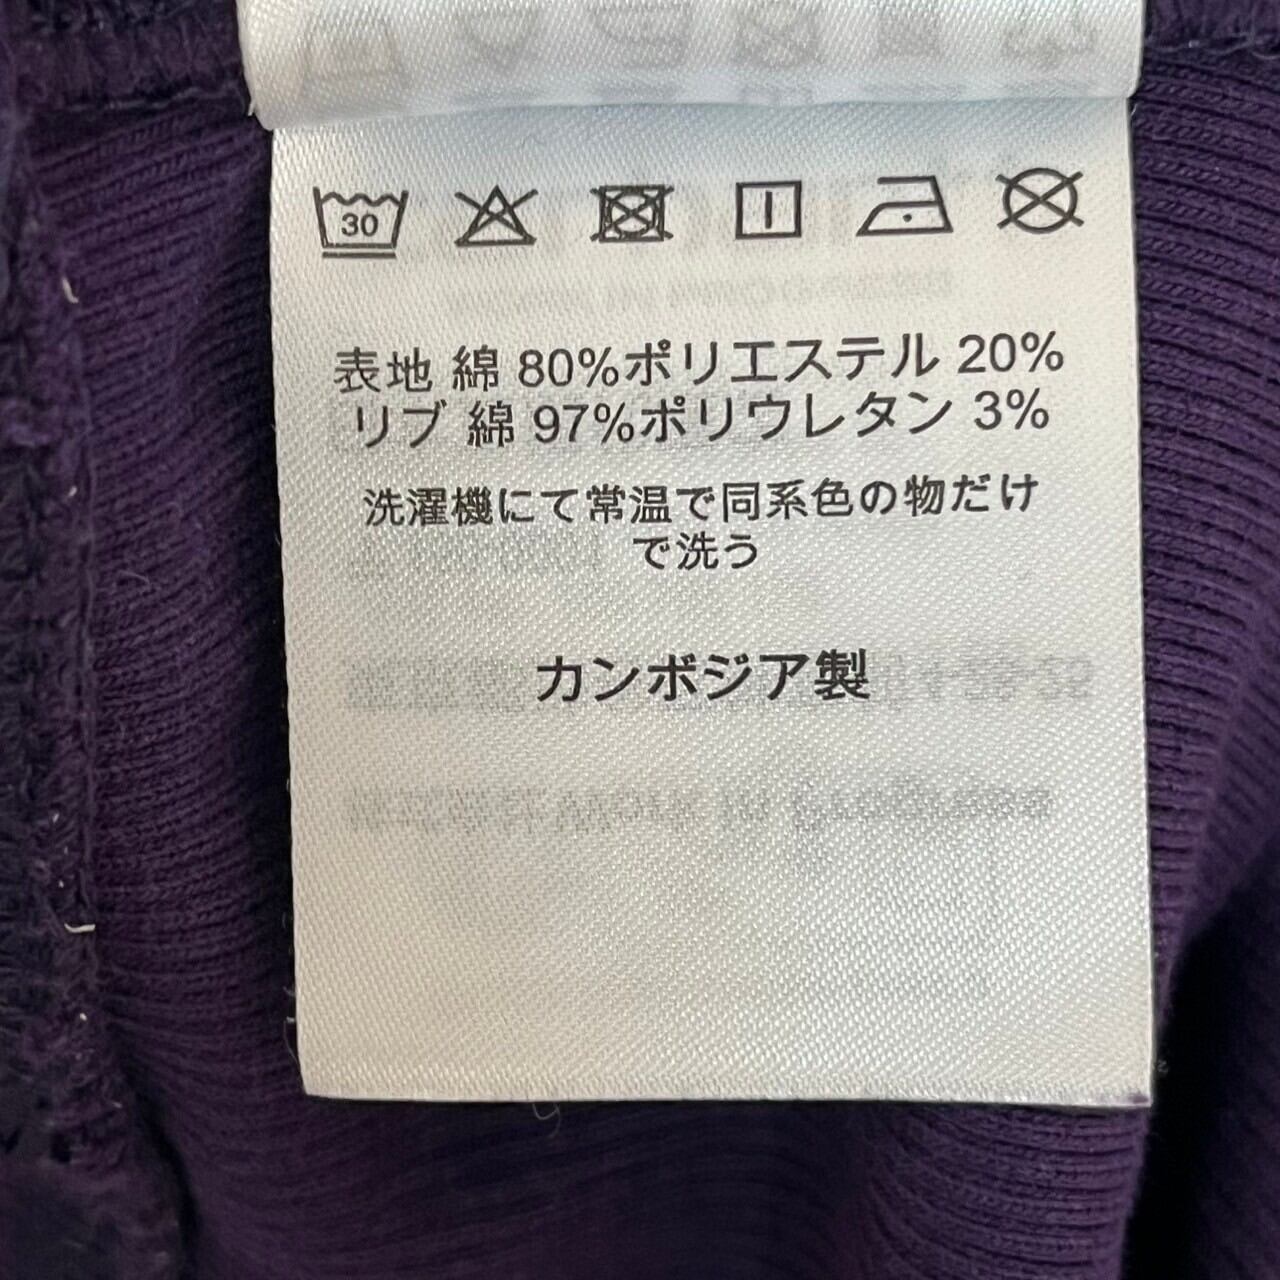 30
表地 綿 80%ポリエステル 20%
リブ 綿 97%ポリウレタン 3%
洗濯機にて常温で同系色の物だけ
で洗う
カンボジア製